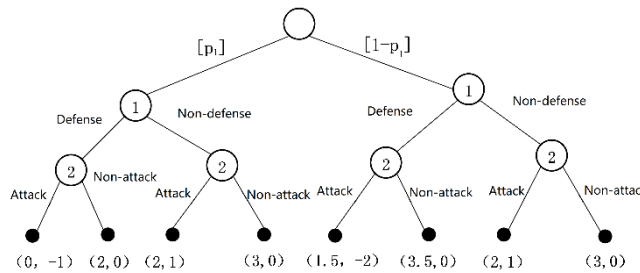 [p₁] [1-p₁]
1 1
Defense Non-defense Defense Non-defense
2 2 2 2
Attack Non-attack Attack Non-attack Attack Non-attack Attack Non-attac
(0, -1) (2, 0) (2, 1) (3, 0) (1.5, -2) (3.5, 0) (2, 1) (3, 0)